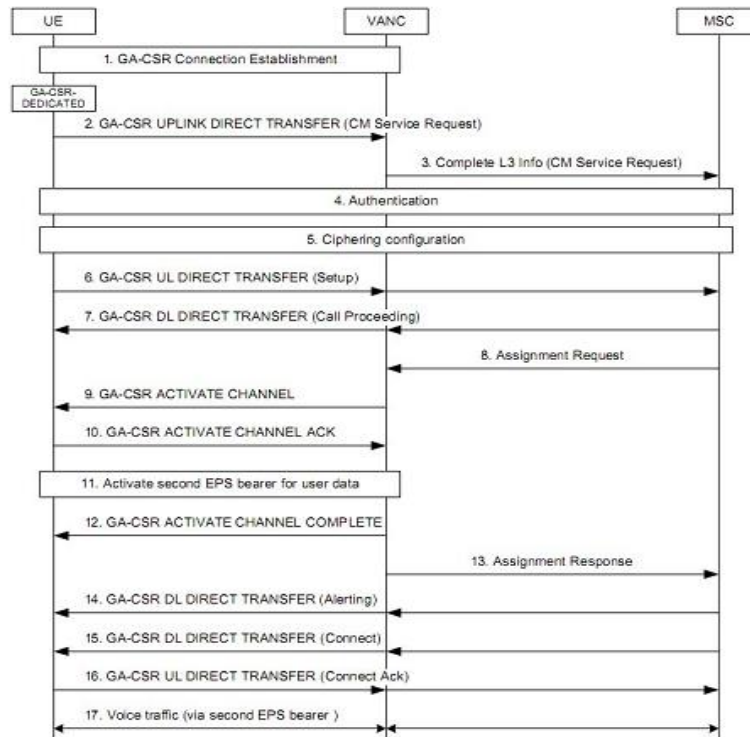 UE
VANC
MSC
1. GA-CSR Connection Establishment
GA-CSR-
DEDICATED
2. GA-CSR UPLINK DIRECT TRANSFER (CM Service Request)
3. Complete L3 Info (CM Service Request)
4. Authentication
5. Ciphering configuration
6. GA-CSR UL DIRECT TRANSFER (Setup)
7. GA-CSR DL DIRECT TRANSFER (Call Proceeding)
8. Assignment Request
9. GA-CSR ACTIVATE CHANNEL
10. GA-CSR ACTIVATE CHANNEL ACK
11. Activate second EPS bearer for user data
12. GA-CSR ACTIVATE CHANNEL COMPLETE
13. Assignment Response
14. GA-CSR DL DIRECT TRANSFER (Alerting)
15. GA-CSR DL DIRECT TRANSFER (Connect)
16. GA-CSR UL DIRECT TRANSFER (Connect Ack)
17. Voice traffic (via second EPS bearer )